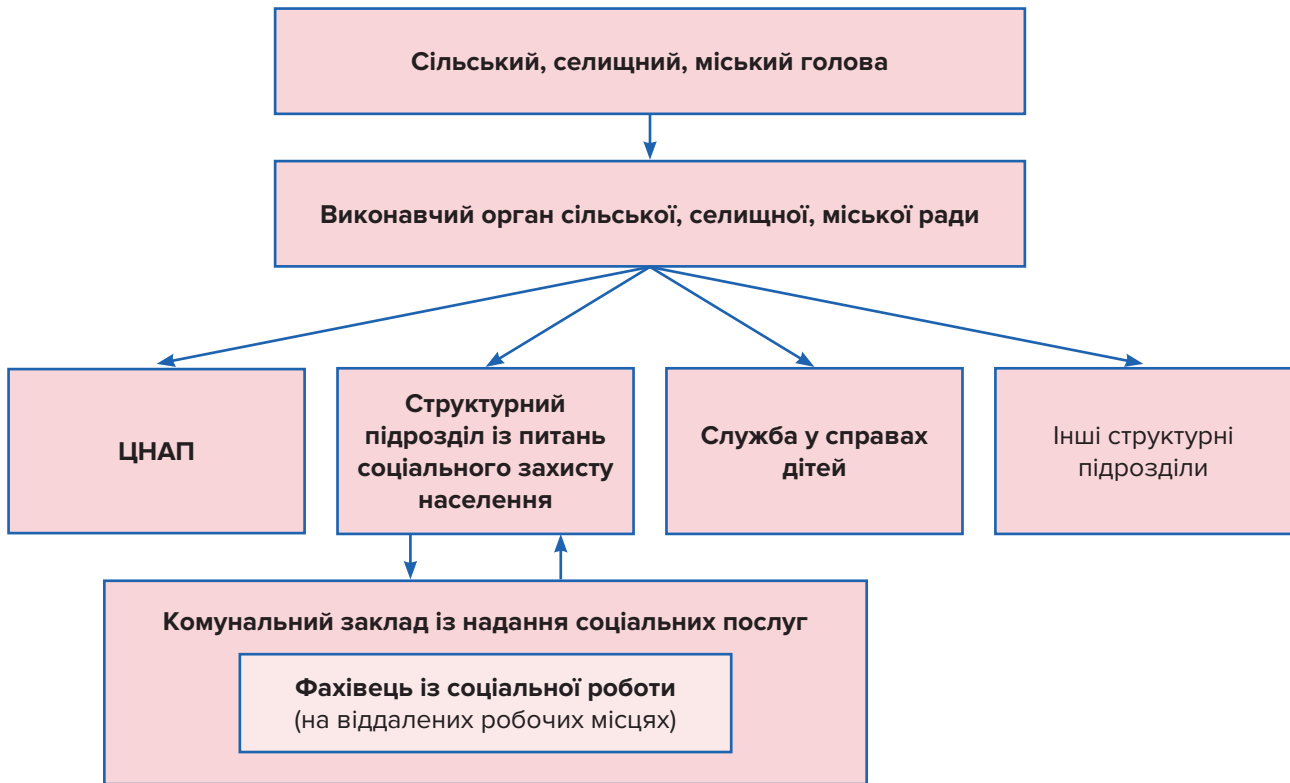 Сільський, селищний, міський голова
Виконавчий орган сільської, селищної, міської ради
ЦНАП
Структурний
підрозділ із питань
соціального захисту
населення
Служба у справах
дітей
Інші структурні
підрозділи
Комунальний заклад із надання соціальних послуг
Фахівець із соціальної роботи
(на віддалених робочих місцях)